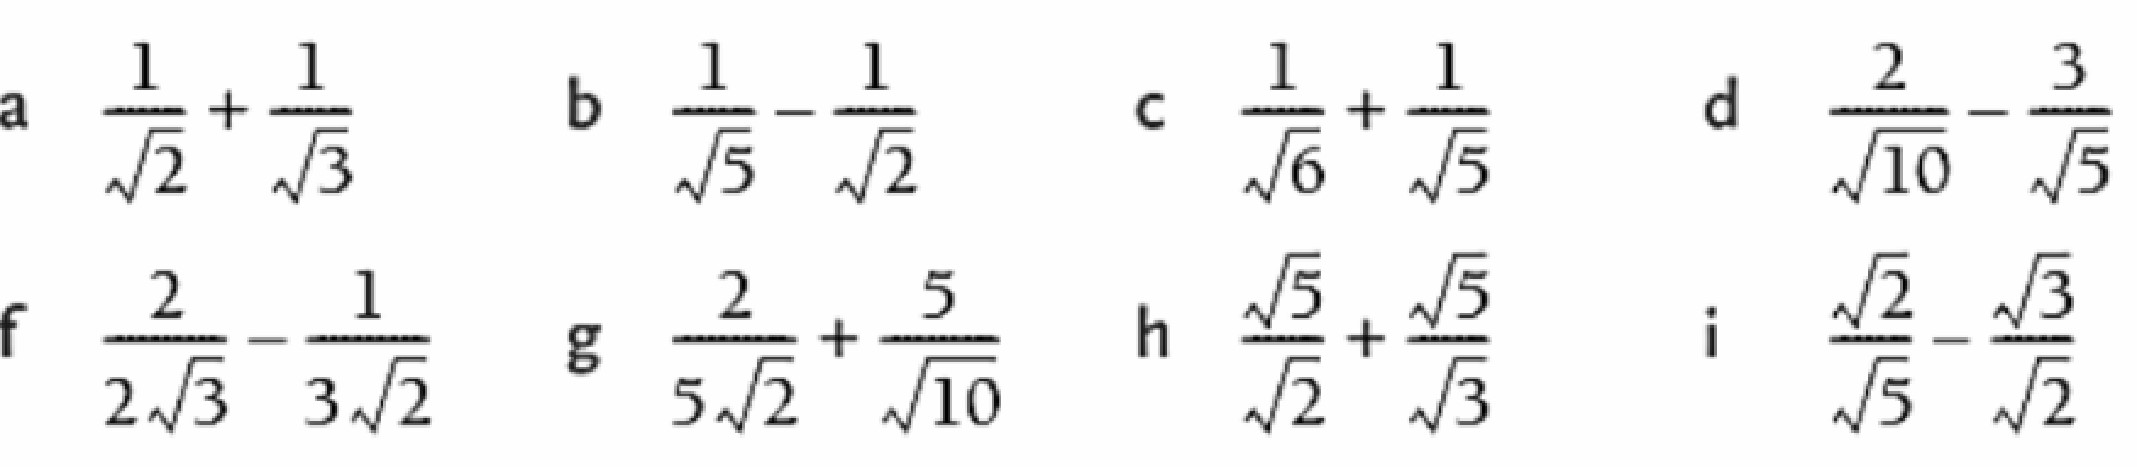 a 1/√2 + 1/√3 b 1/√5 − 1/√2 c 1/√6 + 1/√5 d 2/√10 − 3/√5
f 2/(2√3) − 1/(3√2) g 2/(5√2) + 5/√10 h √5/√2 + √5/√3 i √2/√5 − √3/√2